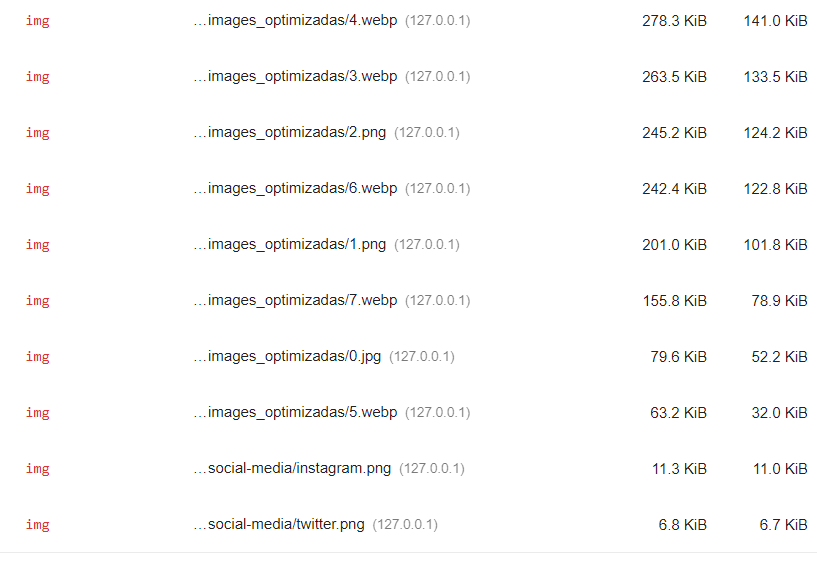 img …images_optimizadas/4.webp (127.0.0.1) 278.3 KiB 141.0 KiB
img …images_optimizadas/3.webp (127.0.0.1) 263.5 KiB 133.5 KiB
img …images_optimizadas/2.png (127.0.0.1) 245.2 KiB 124.2 KiB
img …images_optimizadas/6.webp (127.0.0.1) 242.4 KiB 122.8 KiB
img …images_optimizadas/1.png (127.0.0.1) 201.0 KiB 101.8 KiB
img …images_optimizadas/7.webp (127.0.0.1) 155.8 KiB 78.9 KiB
img …images_optimizadas/0.jpg (127.0.0.1) 79.6 KiB 52.2 KiB
img …images_optimizadas/5.webp (127.0.0.1) 63.2 KiB 32.0 KiB
img …social-media/instagram.png (127.0.0.1) 11.3 KiB 11.0 KiB
img …social-media/twitter.png (127.0.0.1) 6.8 KiB 6.7 KiB